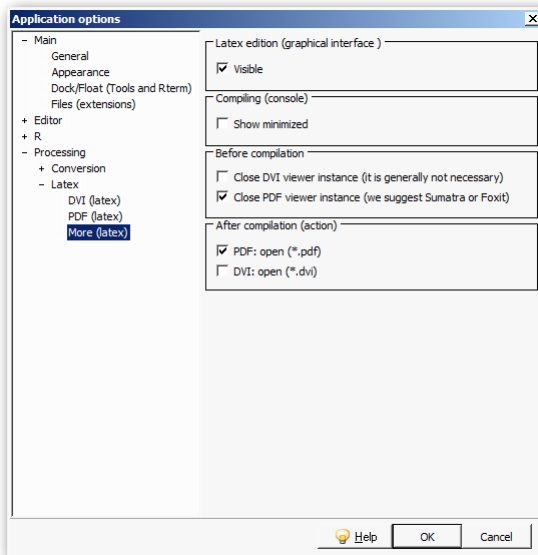 Application options
Main
General
Appearance
Dock/Float (Tools and Rterm)
Files (extensions)
Editor
R
Processing
Conversion
Latex
DVI (latex)
PDF (latex)
More (latex)
Latex edition (graphical interface )
Visible
Compiling (console)
Show minimized
Before compilation
Close DVI viewer instance (it is generally not necessary)
Close PDF viewer instance (we suggest Sumatra or Foxit)
After compilation (action)
PDF: open (*.pdf)
DVI: open (*.dvi)
Help
OK
Cancel